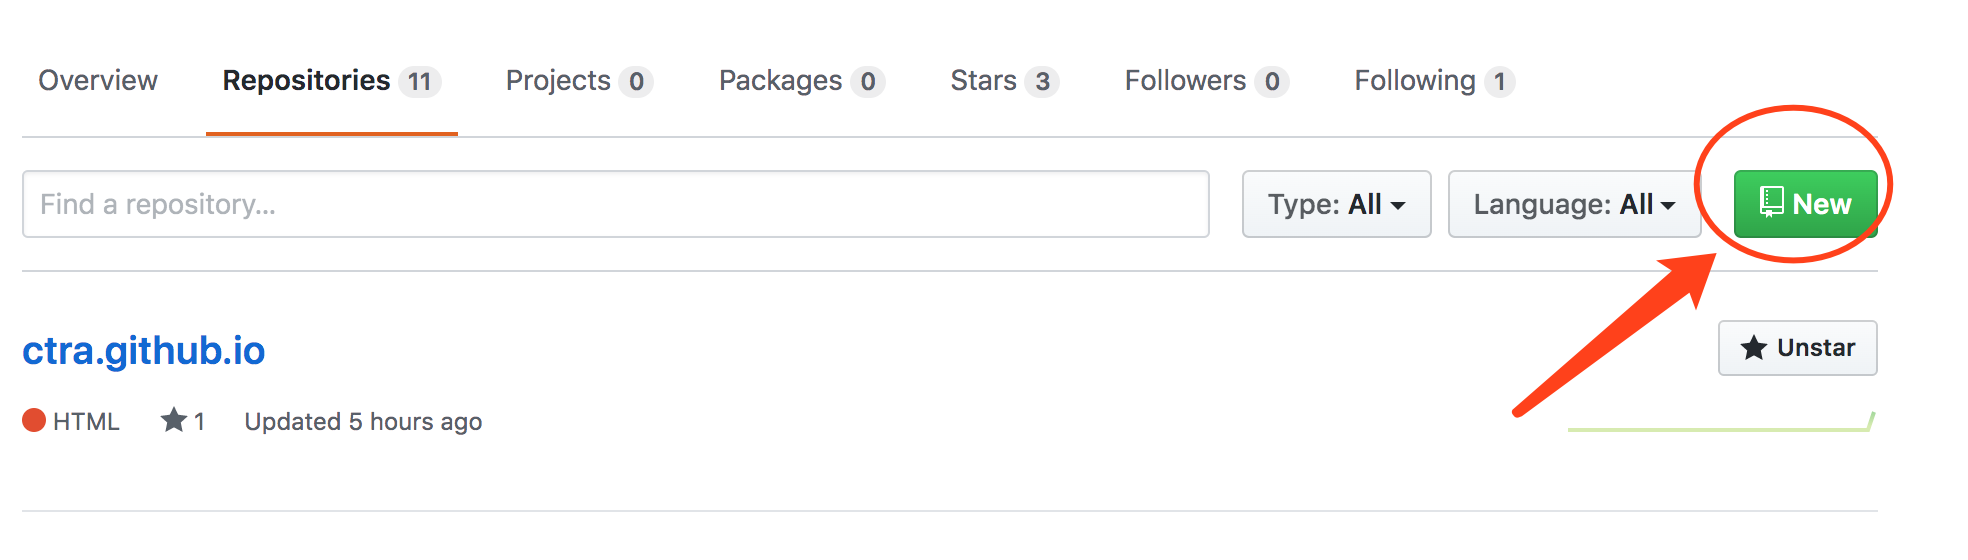 Overview Repositories 11 Projects 0 Packages 0 Stars 3 Followers 0 Following 1
Find a repository... Type: All Language: All New
ctra.github.io Unstar
HTML 1 Updated 5 hours ago